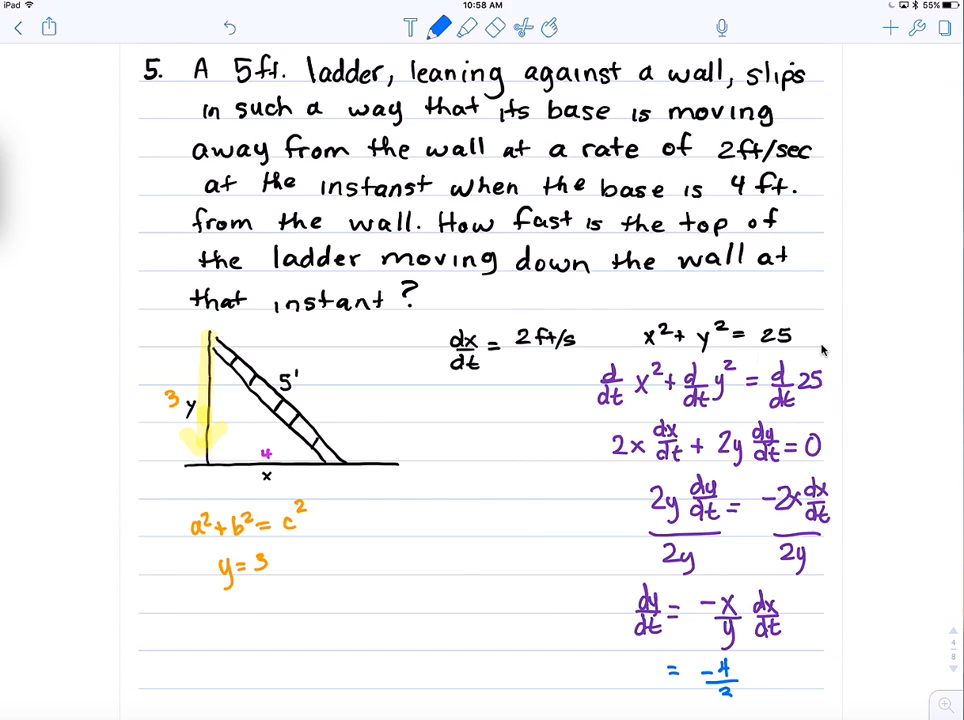 iPad
10:58 AM
55%
T
5. A 5ft. ladder, leaning against a wall, slips
in such a way that its base is moving
away from the wall at a rate of 2ft/sec
at the instanst when the base is 4 ft.
from the wall. How fast is the top of
the ladder moving down the wall at
that instant?
dx/dt = 2 ft/s
x² + y² = 25
d/dt x² + d/dt y² = d/dt 25
5'
3 y
2x dx/dt + 2y dy/dt = 0
4
x
2y dy/dt = -2x dx/dt
2y 2y
a² + b² = c²
y = 3
dy/dt = -x/y dx/dt
= -4/3
4
8